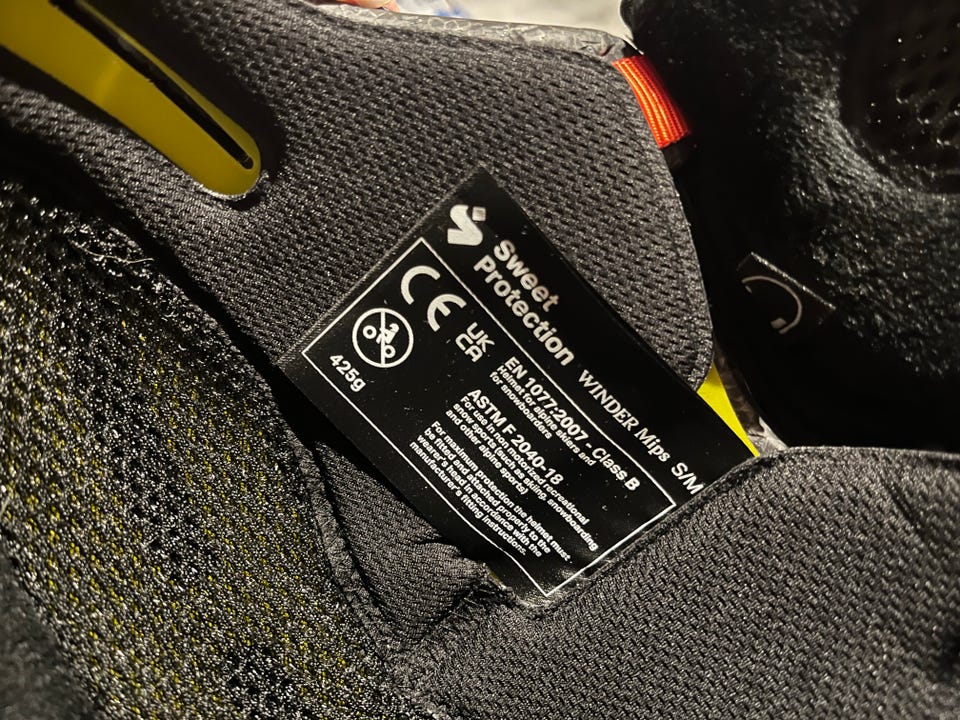 Sweet
Protection WINDER Mips S/M
CE
UK
CA
425g
EN 1077:2007 - Class B
Helmet for alpine skiers and
for snowboarders
ASTM F 2040-18
For use in non motorized recreational
snow sports (such as skiing, snowboarding
and other alpine sports)
For maximum protection the helmet must
be fitted and attached properly to the
wearer's head in accordance with the
manufacturer's fitting instructions.